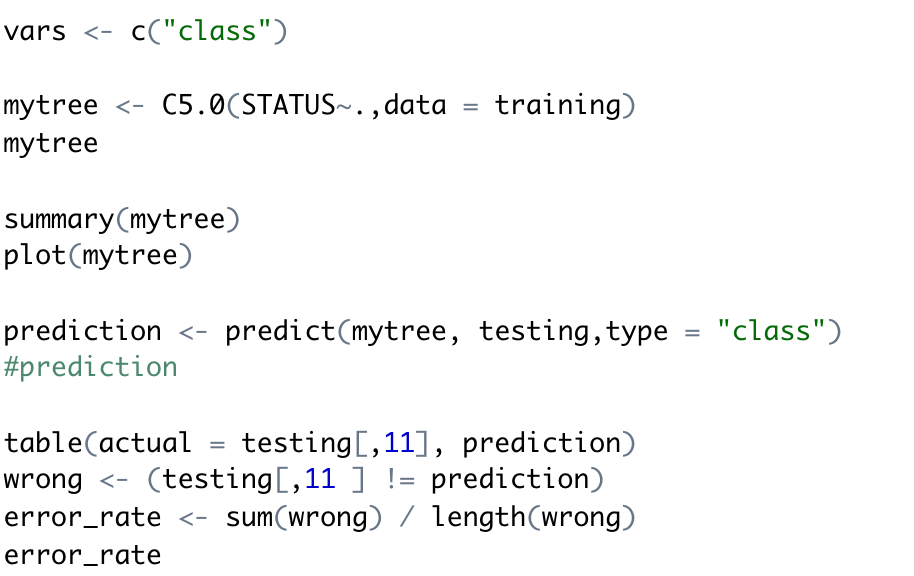 vars <- c("class")
mytree <- C5.0(STATUS~.,data = training)
mytree
summary(mytree)
plot(mytree)
prediction <- predict(mytree, testing,type = "class")
#prediction
table(actual = testing[,11], prediction)
wrong <- (testing[,11 ] != prediction)
error_rate <- sum(wrong) / length(wrong)
error_rate